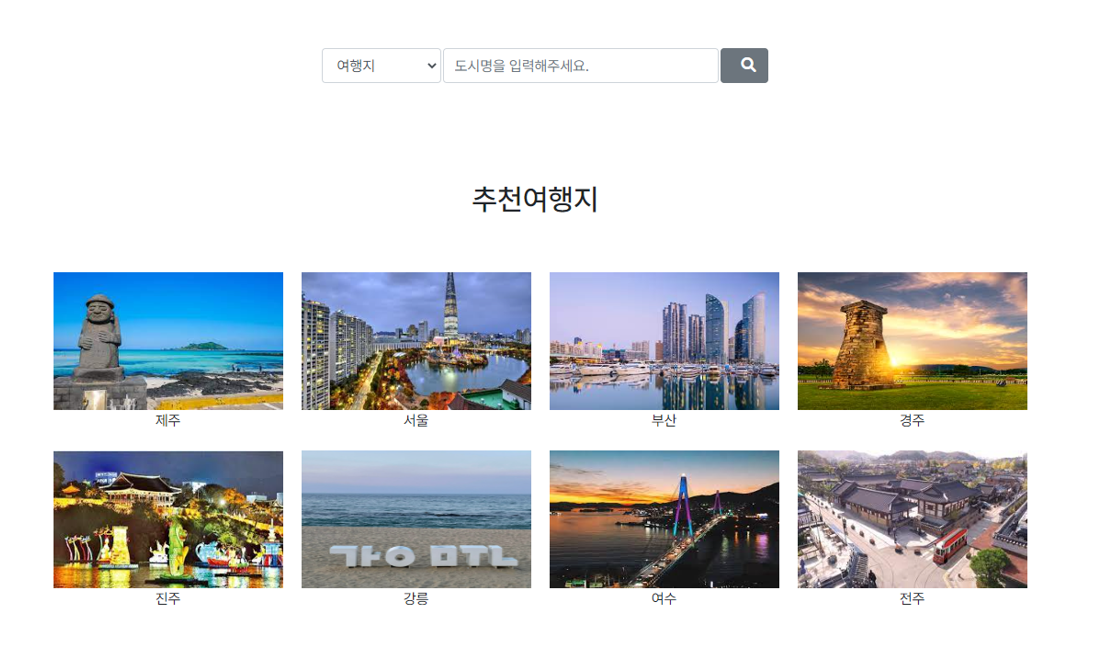 여행지 도시명을 입력해주세요.
추천여행지
제주 서울 부산 경주
진주 강릉 여수 전주